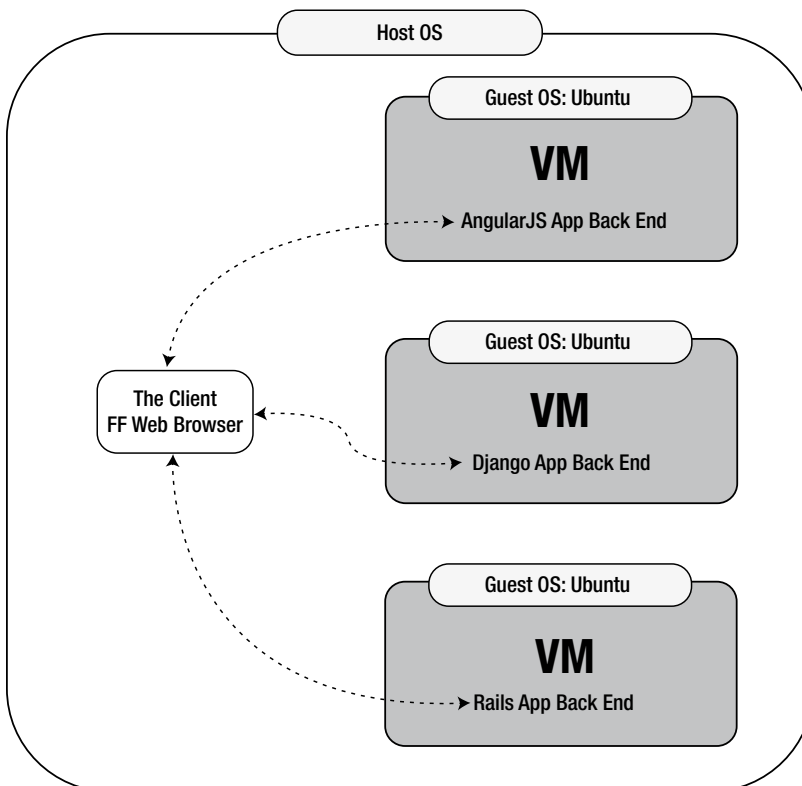 Host OS
Guest OS: Ubuntu
VM
AngularJS App Back End
The Client
FF Web Browser
Guest OS: Ubuntu
VM
Django App Back End
Guest OS: Ubuntu
VM
Rails App Back End